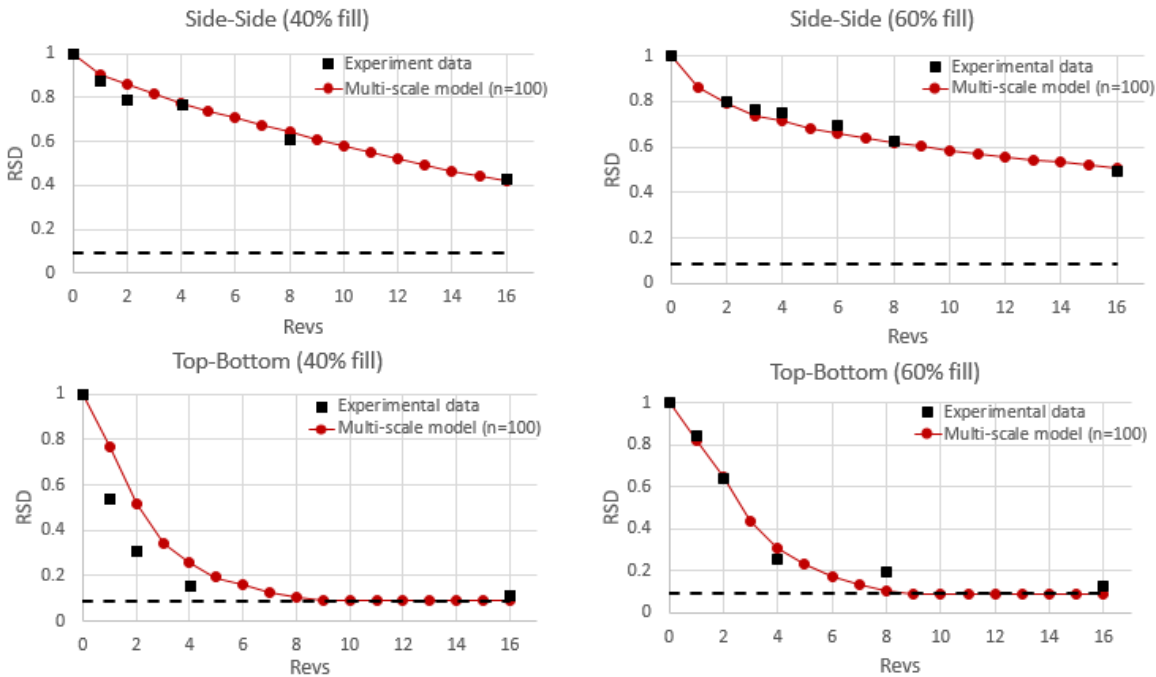 Side-Side (40% fill)
1
0.8
0.6
0.4
0.2
0
RSD
Experiment data
Multi-scale model (n=100)
0 2 4 6 8 10 12 14 16
Revs
Side-Side (60% fill)
1
0.8
0.6
0.4
0.2
0
RSD
Experimental data
Multi-scale model (n=100)
0 2 4 6 8 10 12 14 16
Revs
Top-Bottom (40% fill)
1
0.8
0.6
0.4
0.2
0
RSD
Experimental data
Multi-scale model (n=100)
0 2 4 6 8 10 12 14 16
Revs
Top-Bottom (60% fill)
1
0.8
0.6
0.4
0.2
0
RSD
Experimental data
Multi-scale model (n=100)
0 2 4 6 8 10 12 14 16
Revs